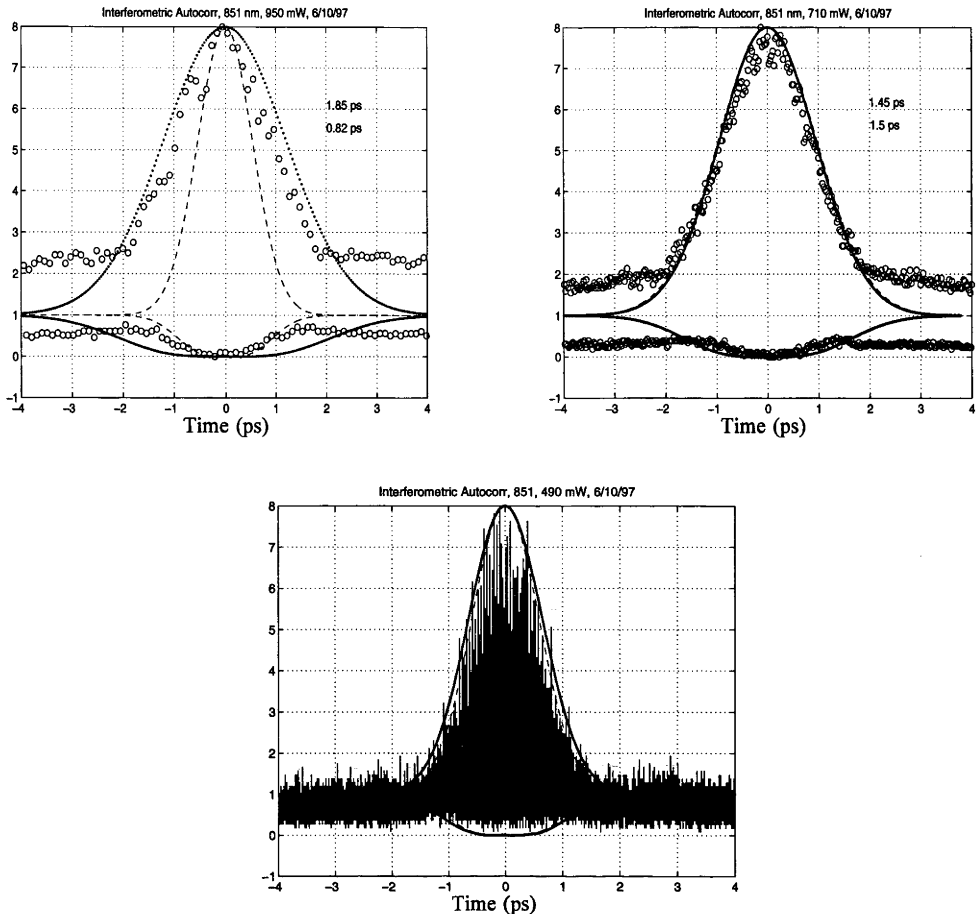 Interferometric Autocorr, 851 nm, 950 mW, 6/10/97
8
7
6
5
4
3
2
1
0
−1
1.85 ps
0.82 ps
−4 −3 −2 −1 0 1 2 3 4
Time (ps)
Interferometric Autocorr, 851 nm, 710 mW, 6/10/97
8
7
6
5
4
3
2
1
0
−1
1.45 ps
1.5 ps
−4 −3 −2 −1 0 1 2 3 4
Time (ps)
Interferometric Autocorr, 851, 490 mW, 6/10/97
8
7
6
5
4
3
2
1
0
−1
−4 −3 −2 −1 0 1 2 3 4
Time (ps)